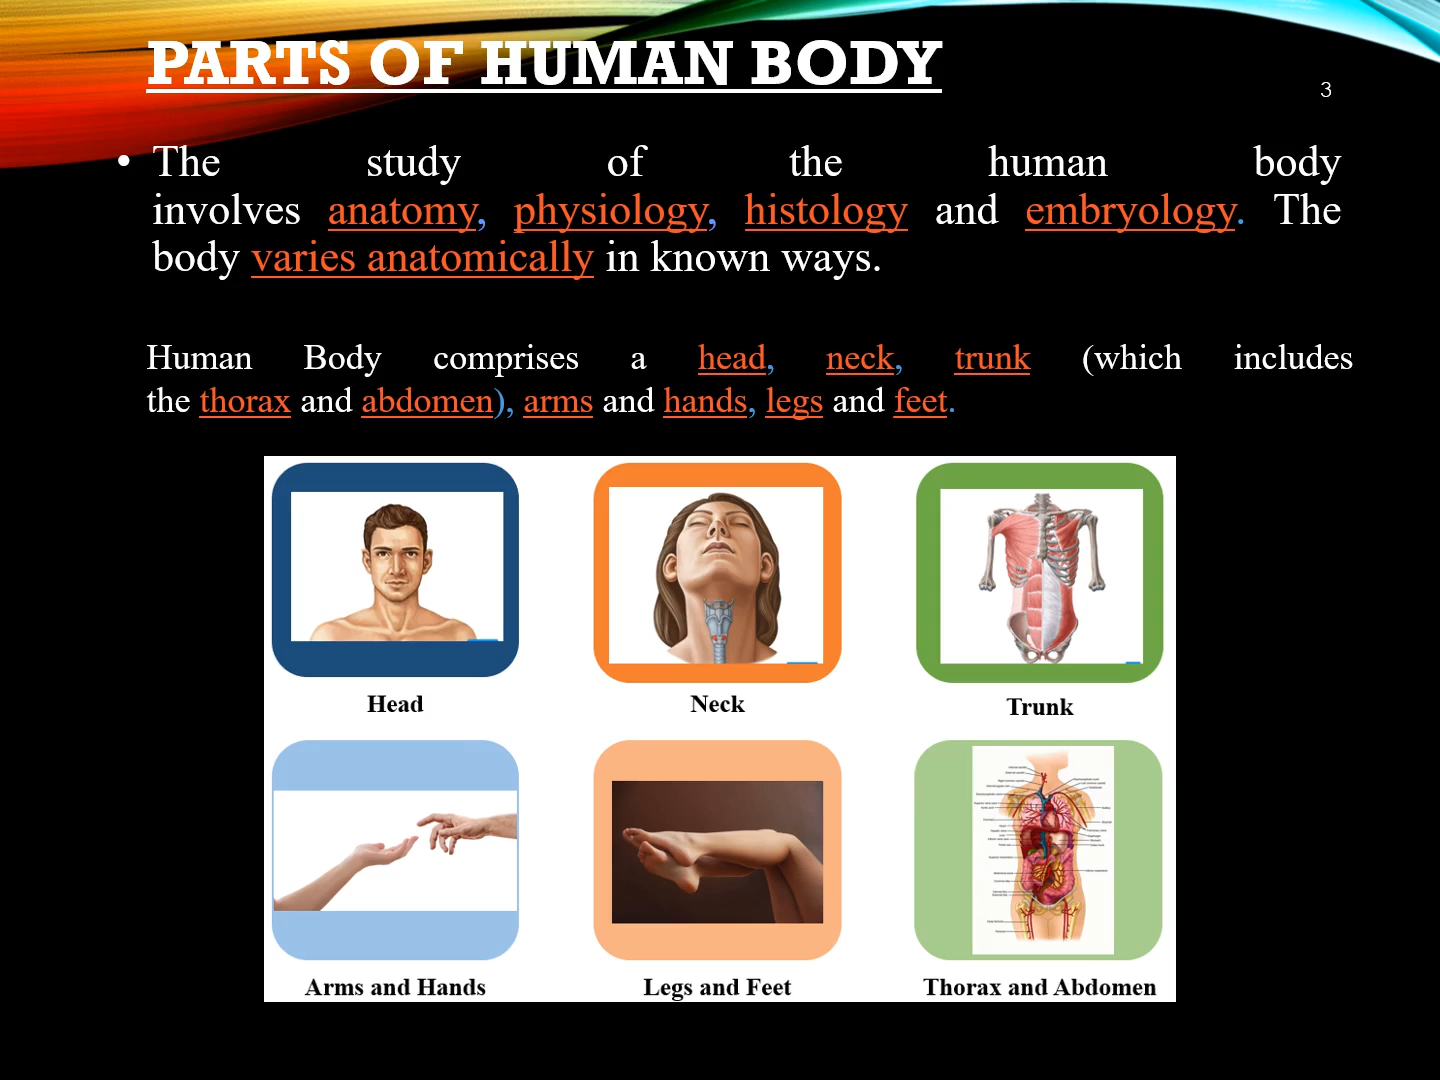 PARTS OF HUMAN BODY
3
• The study of the human body
involves anatomy, physiology, histology and embryology. The
body varies anatomically in known ways.
Human Body comprises a head, neck, trunk (which includes
the thorax and abdomen), arms and hands, legs and feet.
Head
Neck
Trunk
Arms and Hands
Legs and Feet
Thorax and Abdomen